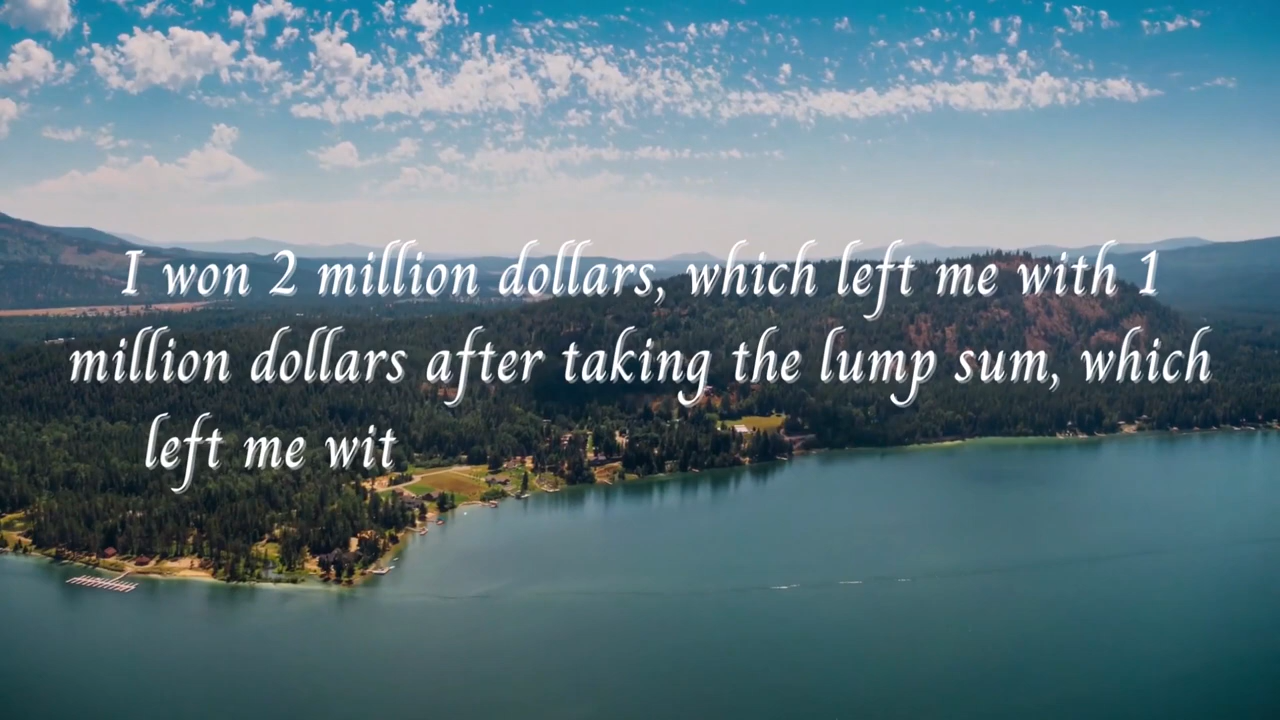 I won 2 million dollars, which left me with 1
million dollars after taking the lump sum, which
left me wit